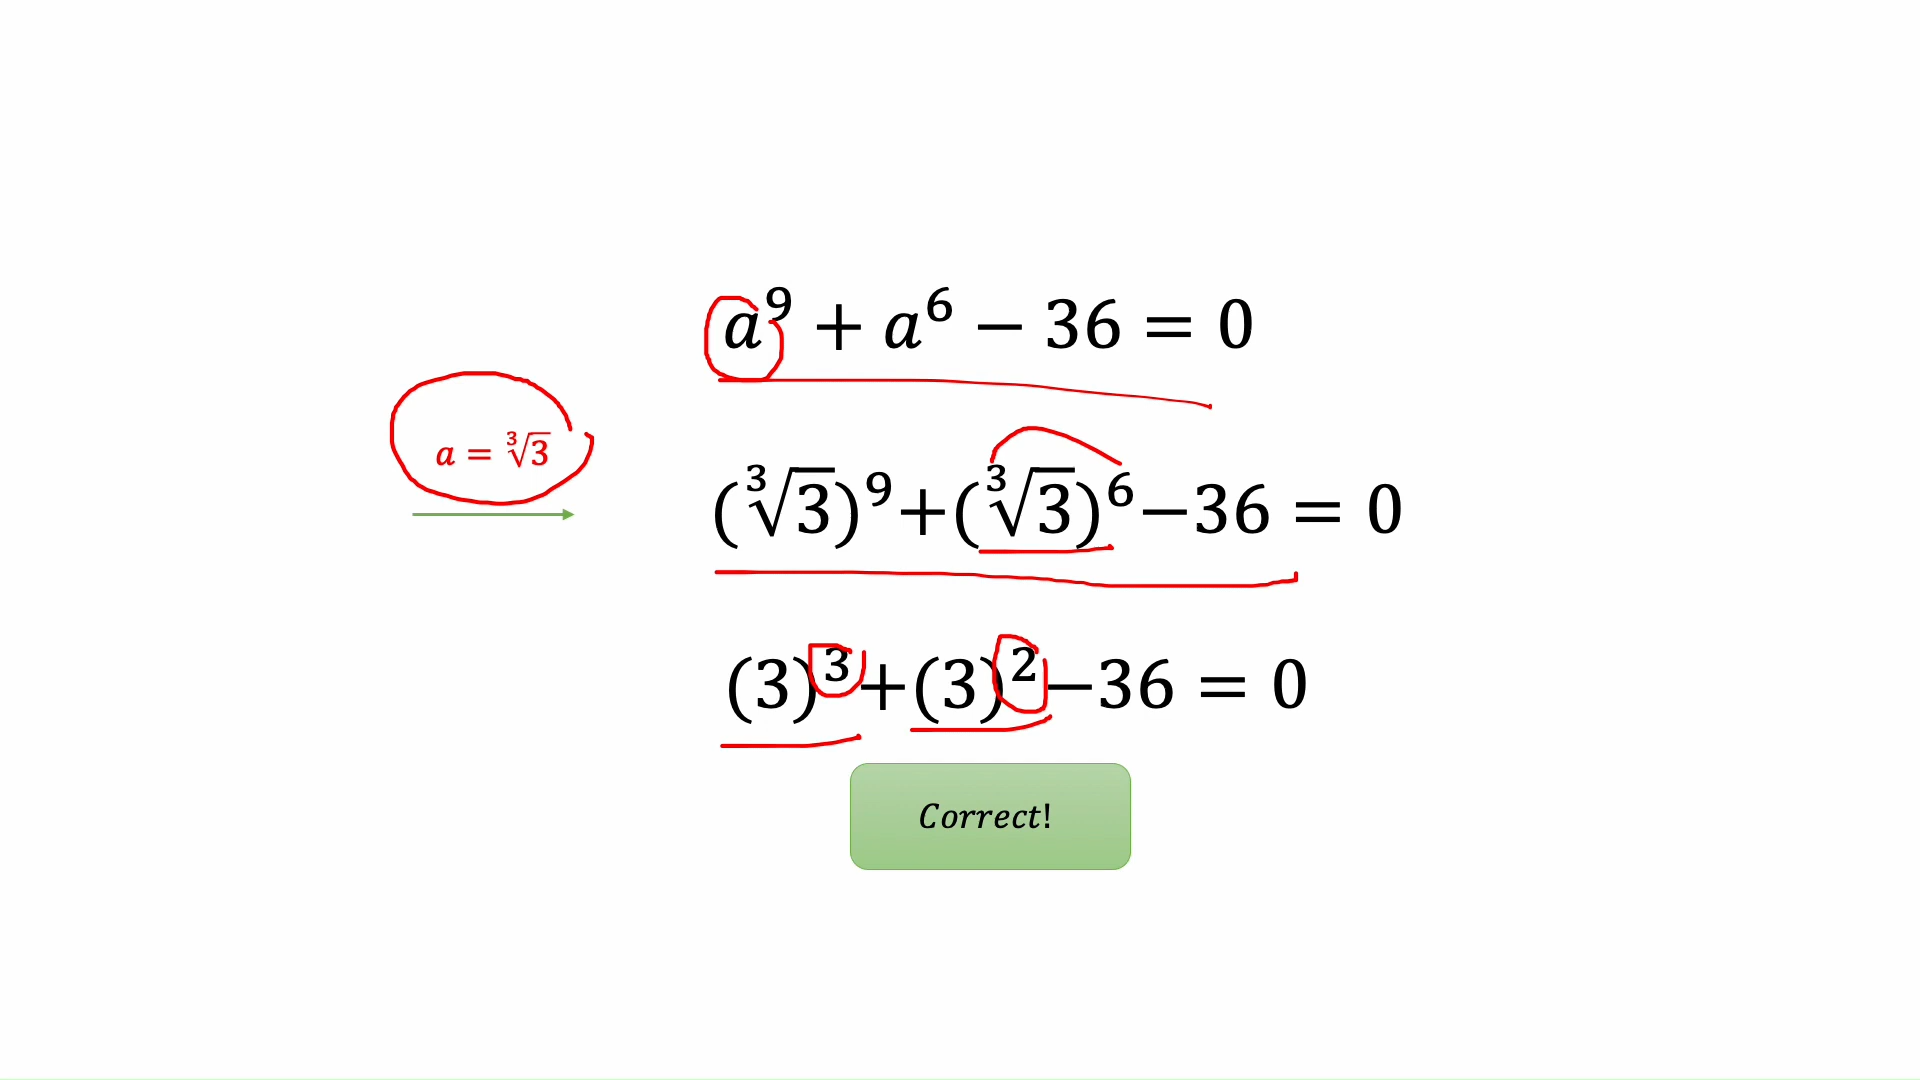 a⁹ + a⁶ − 36 = 0
a = ∛3
(∛3)⁹+(∛3)⁶−36 = 0
(3)³+(3)²−36 = 0
Correct!